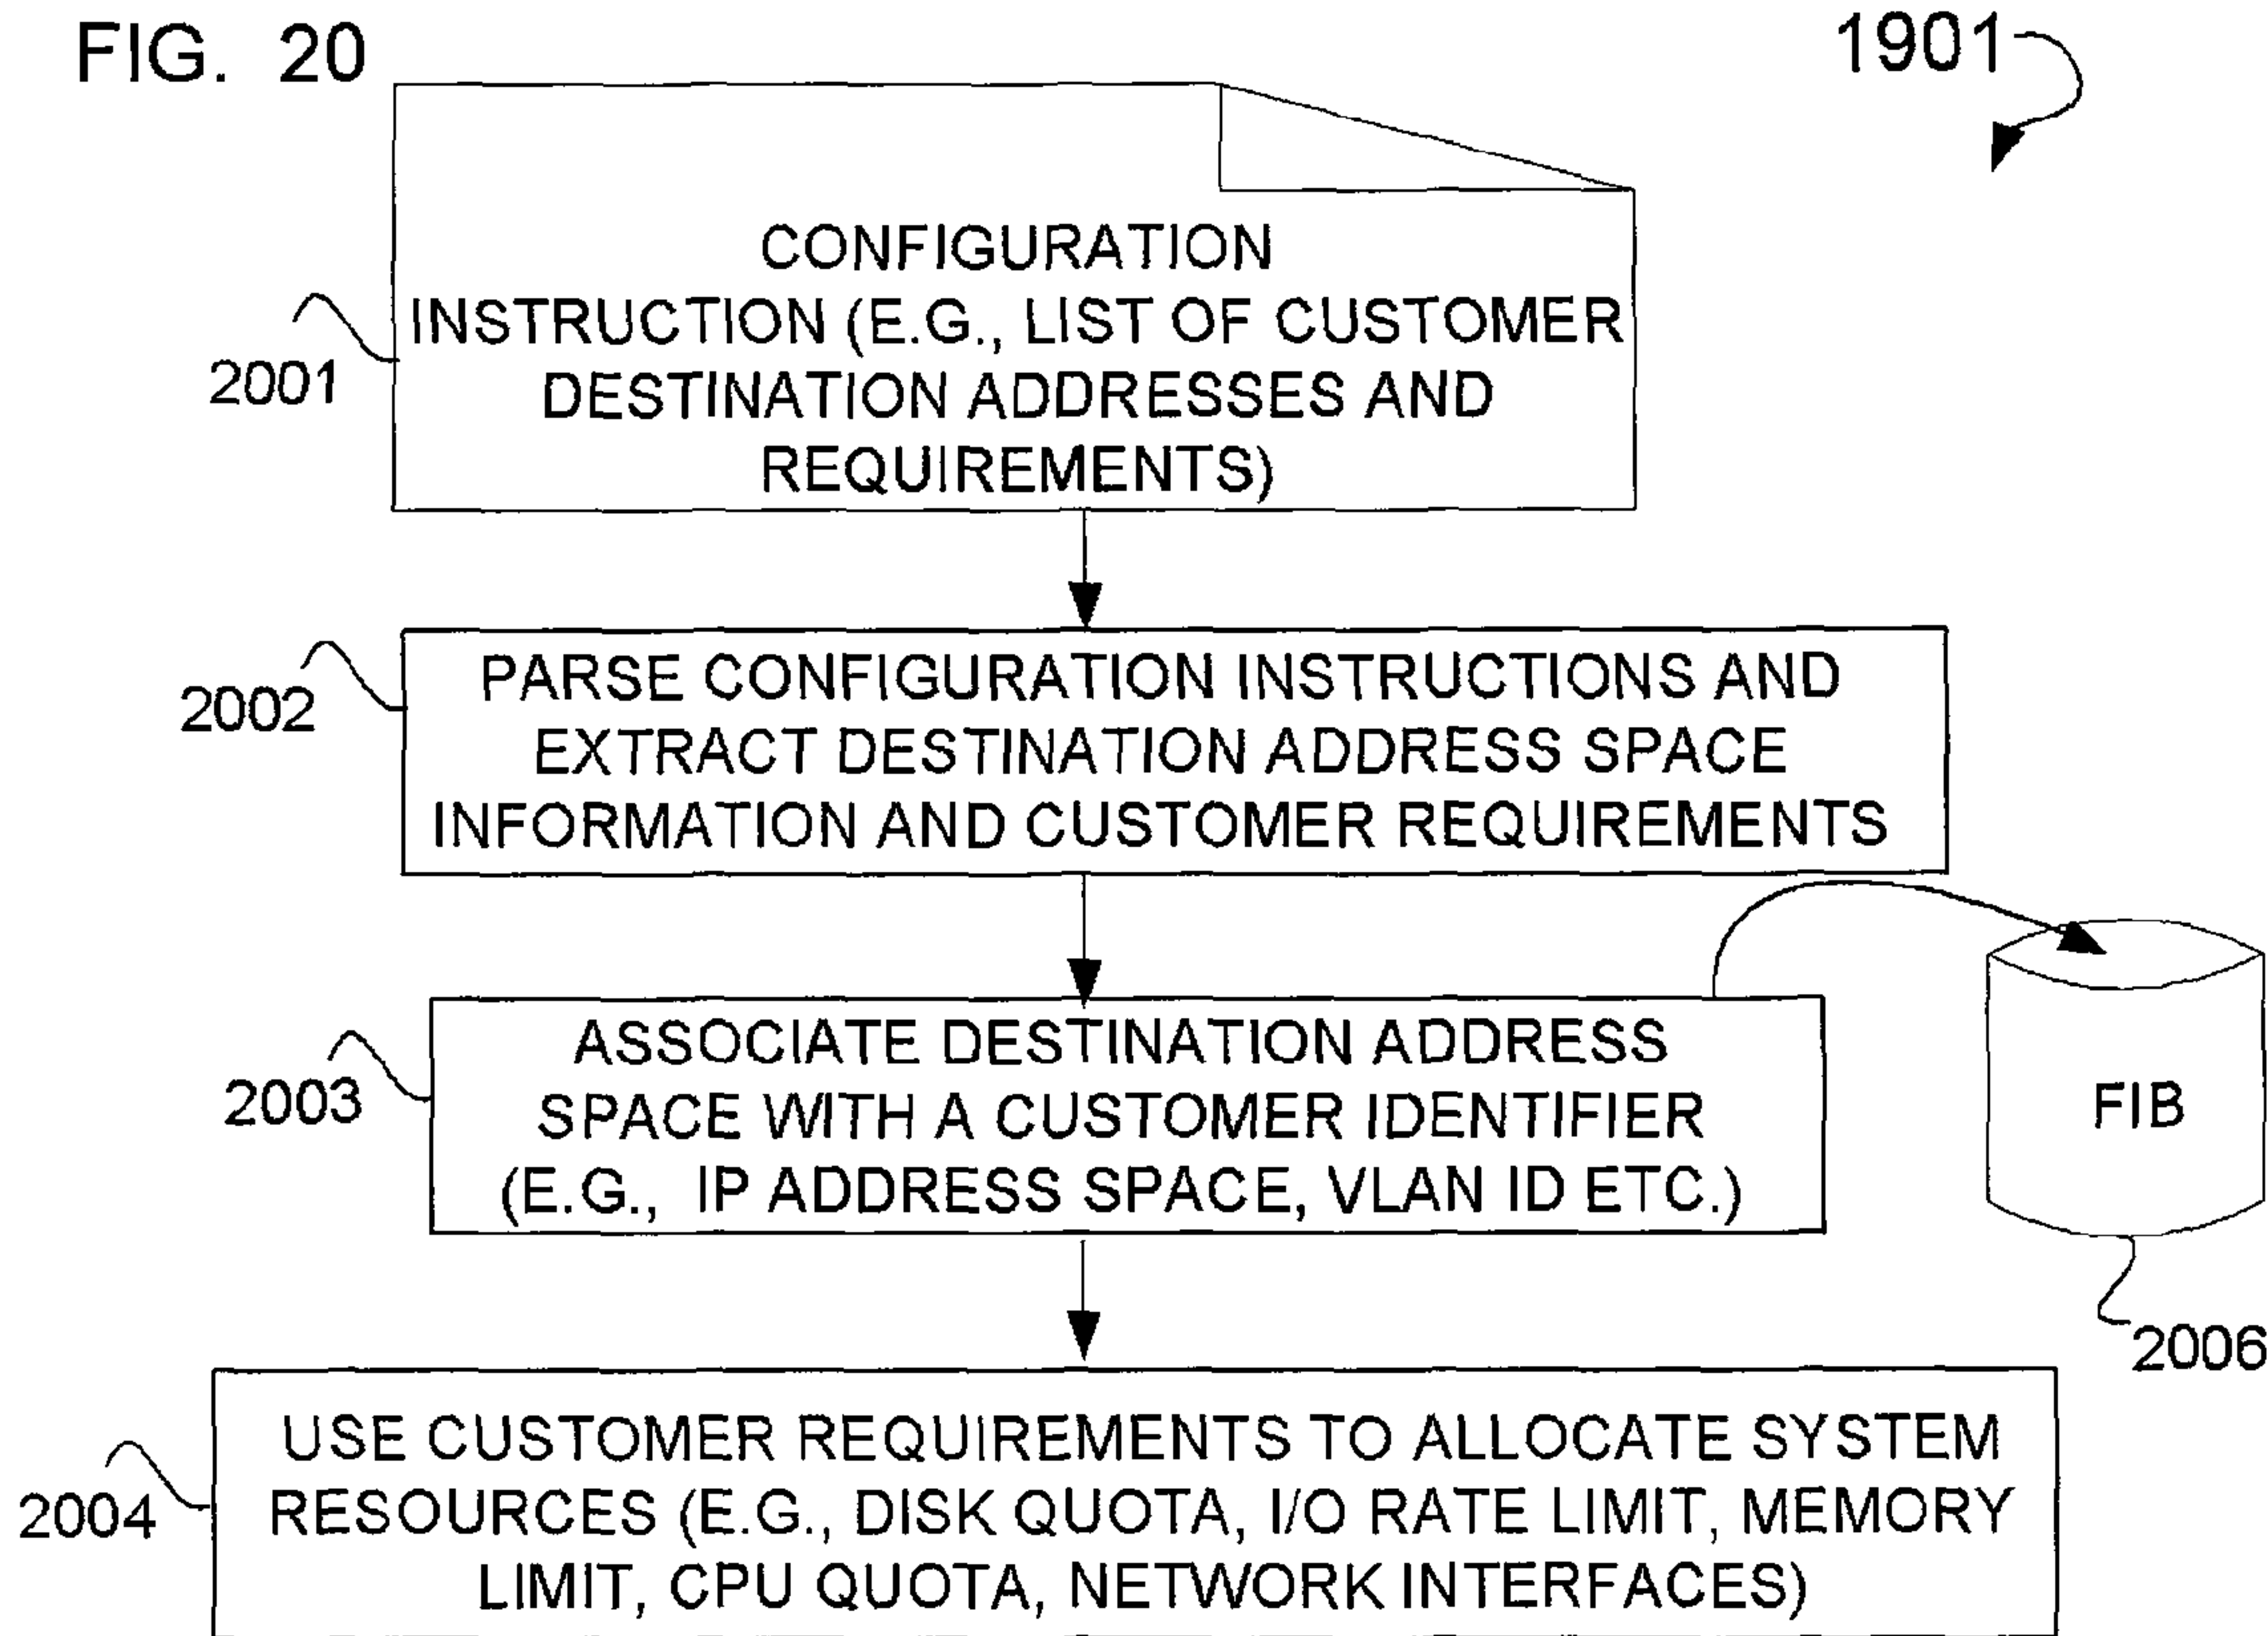 FIG. 20
1901
CONFIGURATION
INSTRUCTION (E.G., LIST OF CUSTOMER
DESTINATION ADDRESSES AND
REQUIREMENTS)
2001
PARSE CONFIGURATION INSTRUCTIONS AND
EXTRACT DESTINATION ADDRESS SPACE
INFORMATION AND CUSTOMER REQUIREMENTS
2002
ASSOCIATE DESTINATION ADDRESS
SPACE WITH A CUSTOMER IDENTIFIER
(E.G., IP ADDRESS SPACE, VLAN ID ETC.)
2003
FIB
2006
USE CUSTOMER REQUIREMENTS TO ALLOCATE SYSTEM
RESOURCES (E.G., DISK QUOTA, I/O RATE LIMIT, MEMORY
LIMIT, CPU QUOTA, NETWORK INTERFACES)
2004